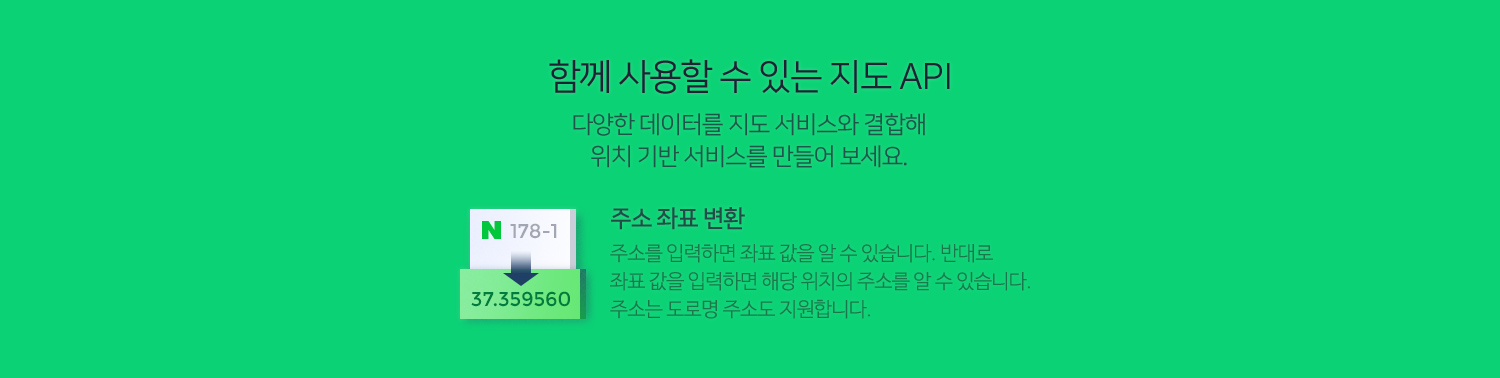 함께 사용할 수 있는 지도 API
다양한 데이터를 지도 서비스와 결합해
위치 기반 서비스를 만들어 보세요.
N 178-1
37.359560
주소 좌표 변환
주소를 입력하면 좌표 값을 알 수 있습니다. 반대로
좌표 값을 입력하면 해당 위치의 주소를 알 수 있습니다.
주소는 도로명 주소도 지원합니다.